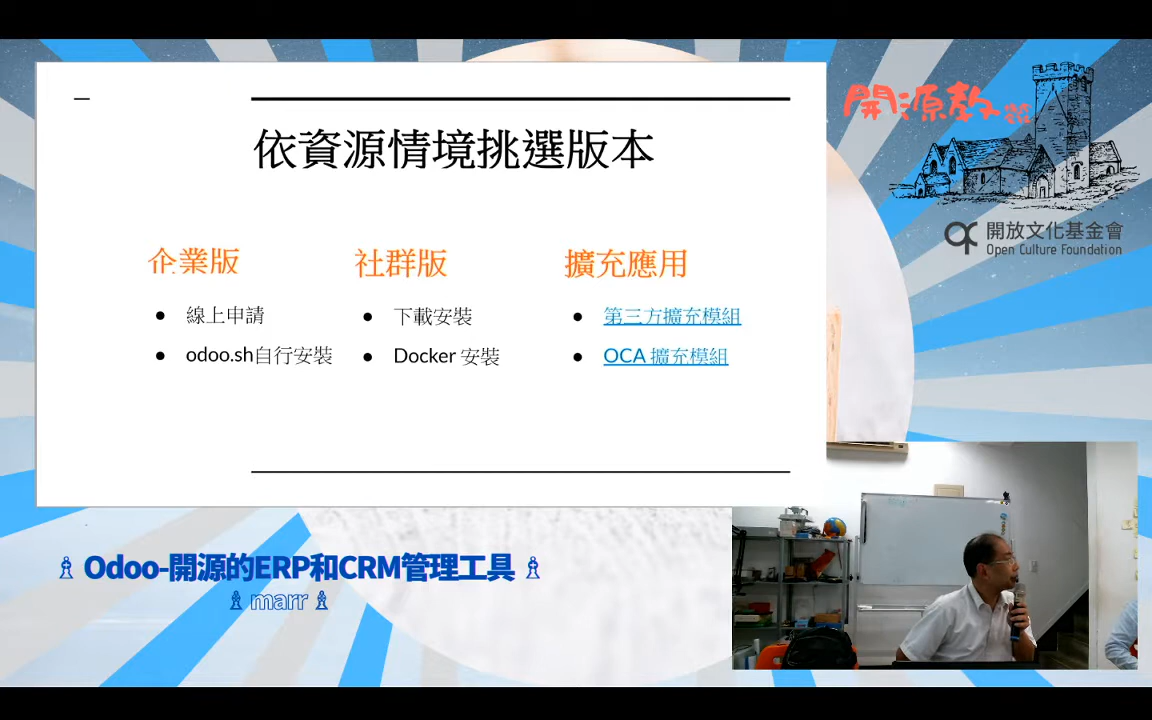 依資源情境挑選版本
企業版
線上申請
odoo.sh自行安裝
社群版
下載安裝
Docker 安裝
擴充應用
第三方擴充模組
OCA 擴充模組
開源教
開放文化基金會
Open Culture Foundation
Odoo-開源的ERP和CRM管理工具
marr